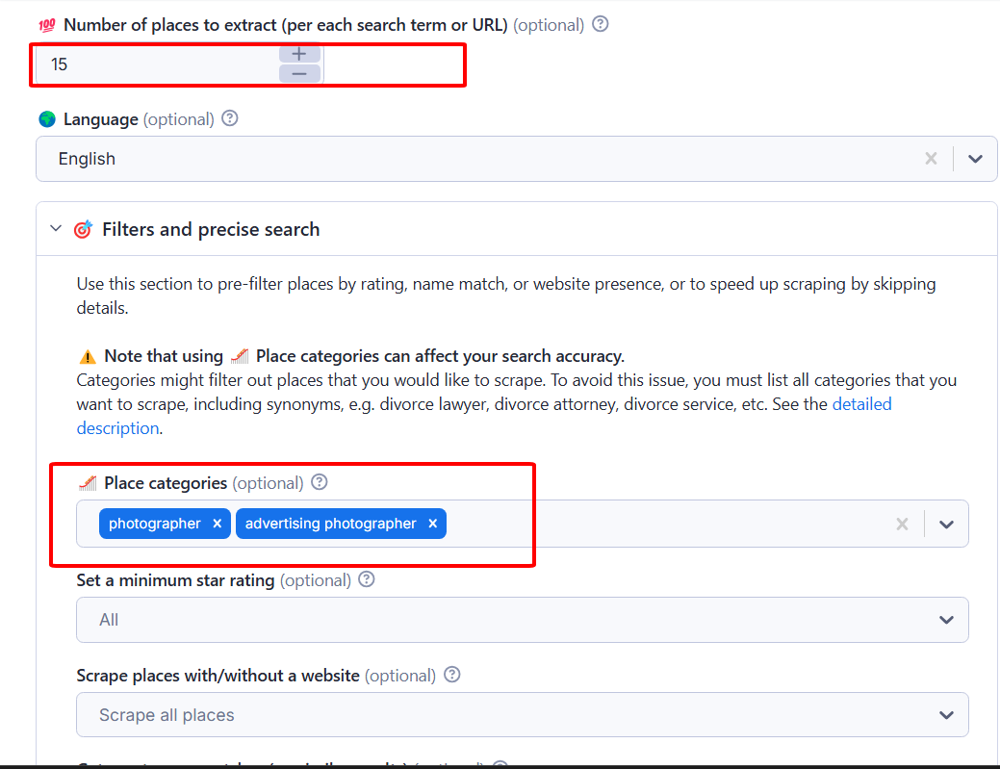 💯 Number of places to extract (per each search term or URL) (optional) ?
15
🌍 Language (optional) ?
English
🎯 Filters and precise search
Use this section to pre-filter places by rating, name match, or website presence, or to speed up scraping by skipping
details.
⚠️ Note that using 🎢 Place categories can affect your search accuracy.
Categories might filter out places that you would like to scrape. To avoid this issue, you must list all categories that you
want to scrape, including synonyms, e.g. divorce lawyer, divorce attorney, divorce service, etc. See the detailed
description.
🎢 Place categories (optional) ?
photographer × advertising photographer ×
Set a minimum star rating (optional) ?
All
Scrape places with/without a website (optional) ?
Scrape all places